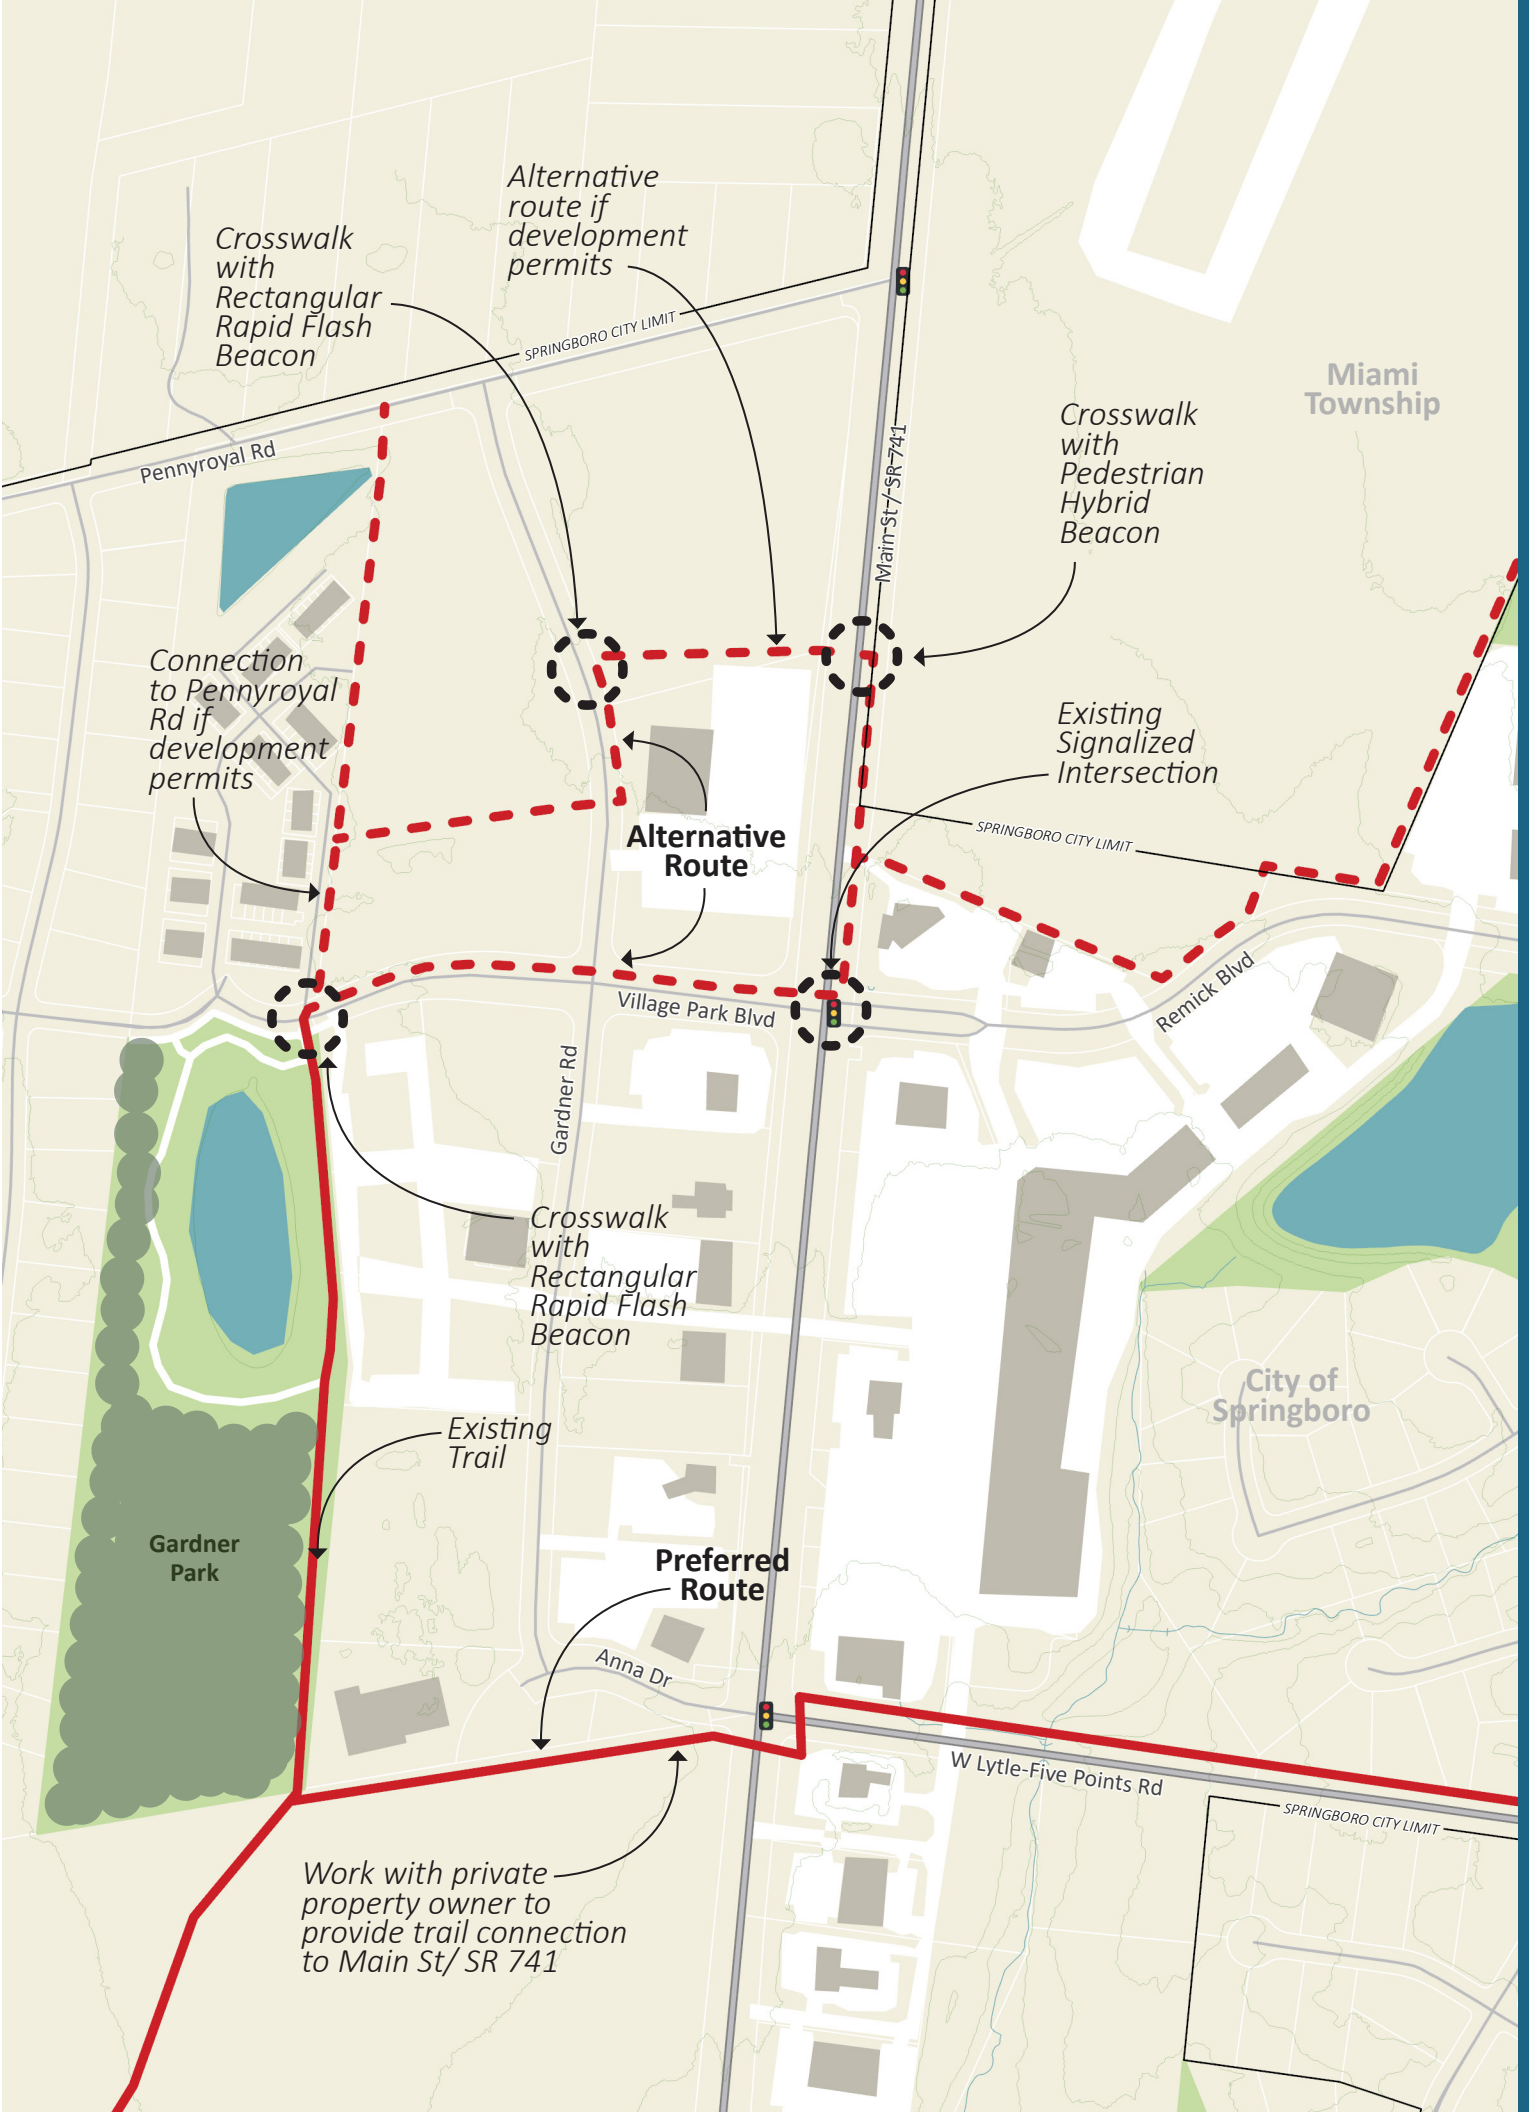 Alternative
route if
development
permits
Crosswalk
with
Rectangular
Rapid Flash
Beacon
SPRINGBORO CITY LIMIT
Miami
Township
Crosswalk
with
Pedestrian
Hybrid
Beacon
Main St / SR 741
Pennyroyal Rd
Connection
to Pennyroyal
Rd if
development
permits
Existing
Signalized
Intersection
Alternative
Route
SPRINGBORO CITY LIMIT
Remick Blvd
Village Park Blvd
Gardner Rd
Crosswalk
with
Rectangular
Rapid Flash
Beacon
City of
Springboro
Existing
Trail
Gardner
Park
Preferred
Route
Anna Dr
W Lytle-Five Points Rd
SPRINGBORO CITY LIMIT
Work with private
property owner to
provide trail connection
to Main St/ SR 741